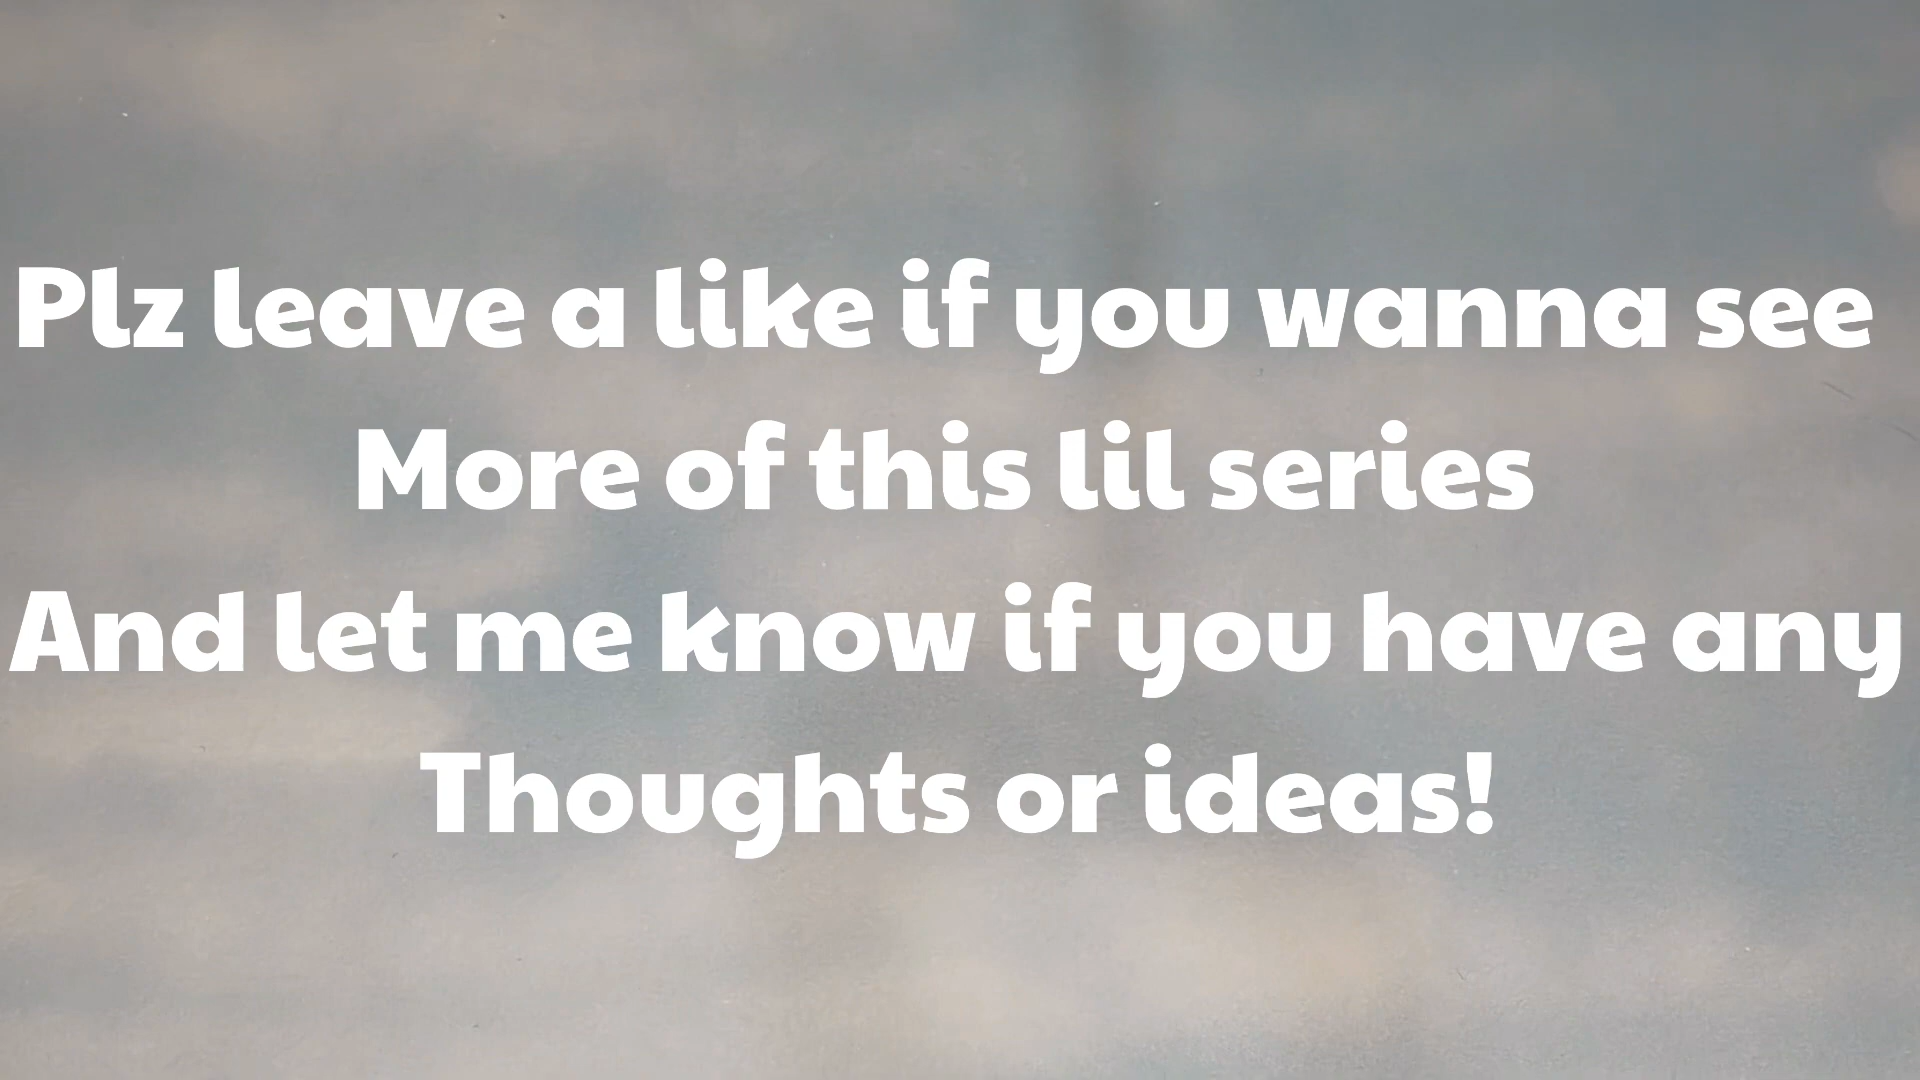 Plz leave a like if you wanna see
More of this lil series
And let me know if you have any
Thoughts or ideas!